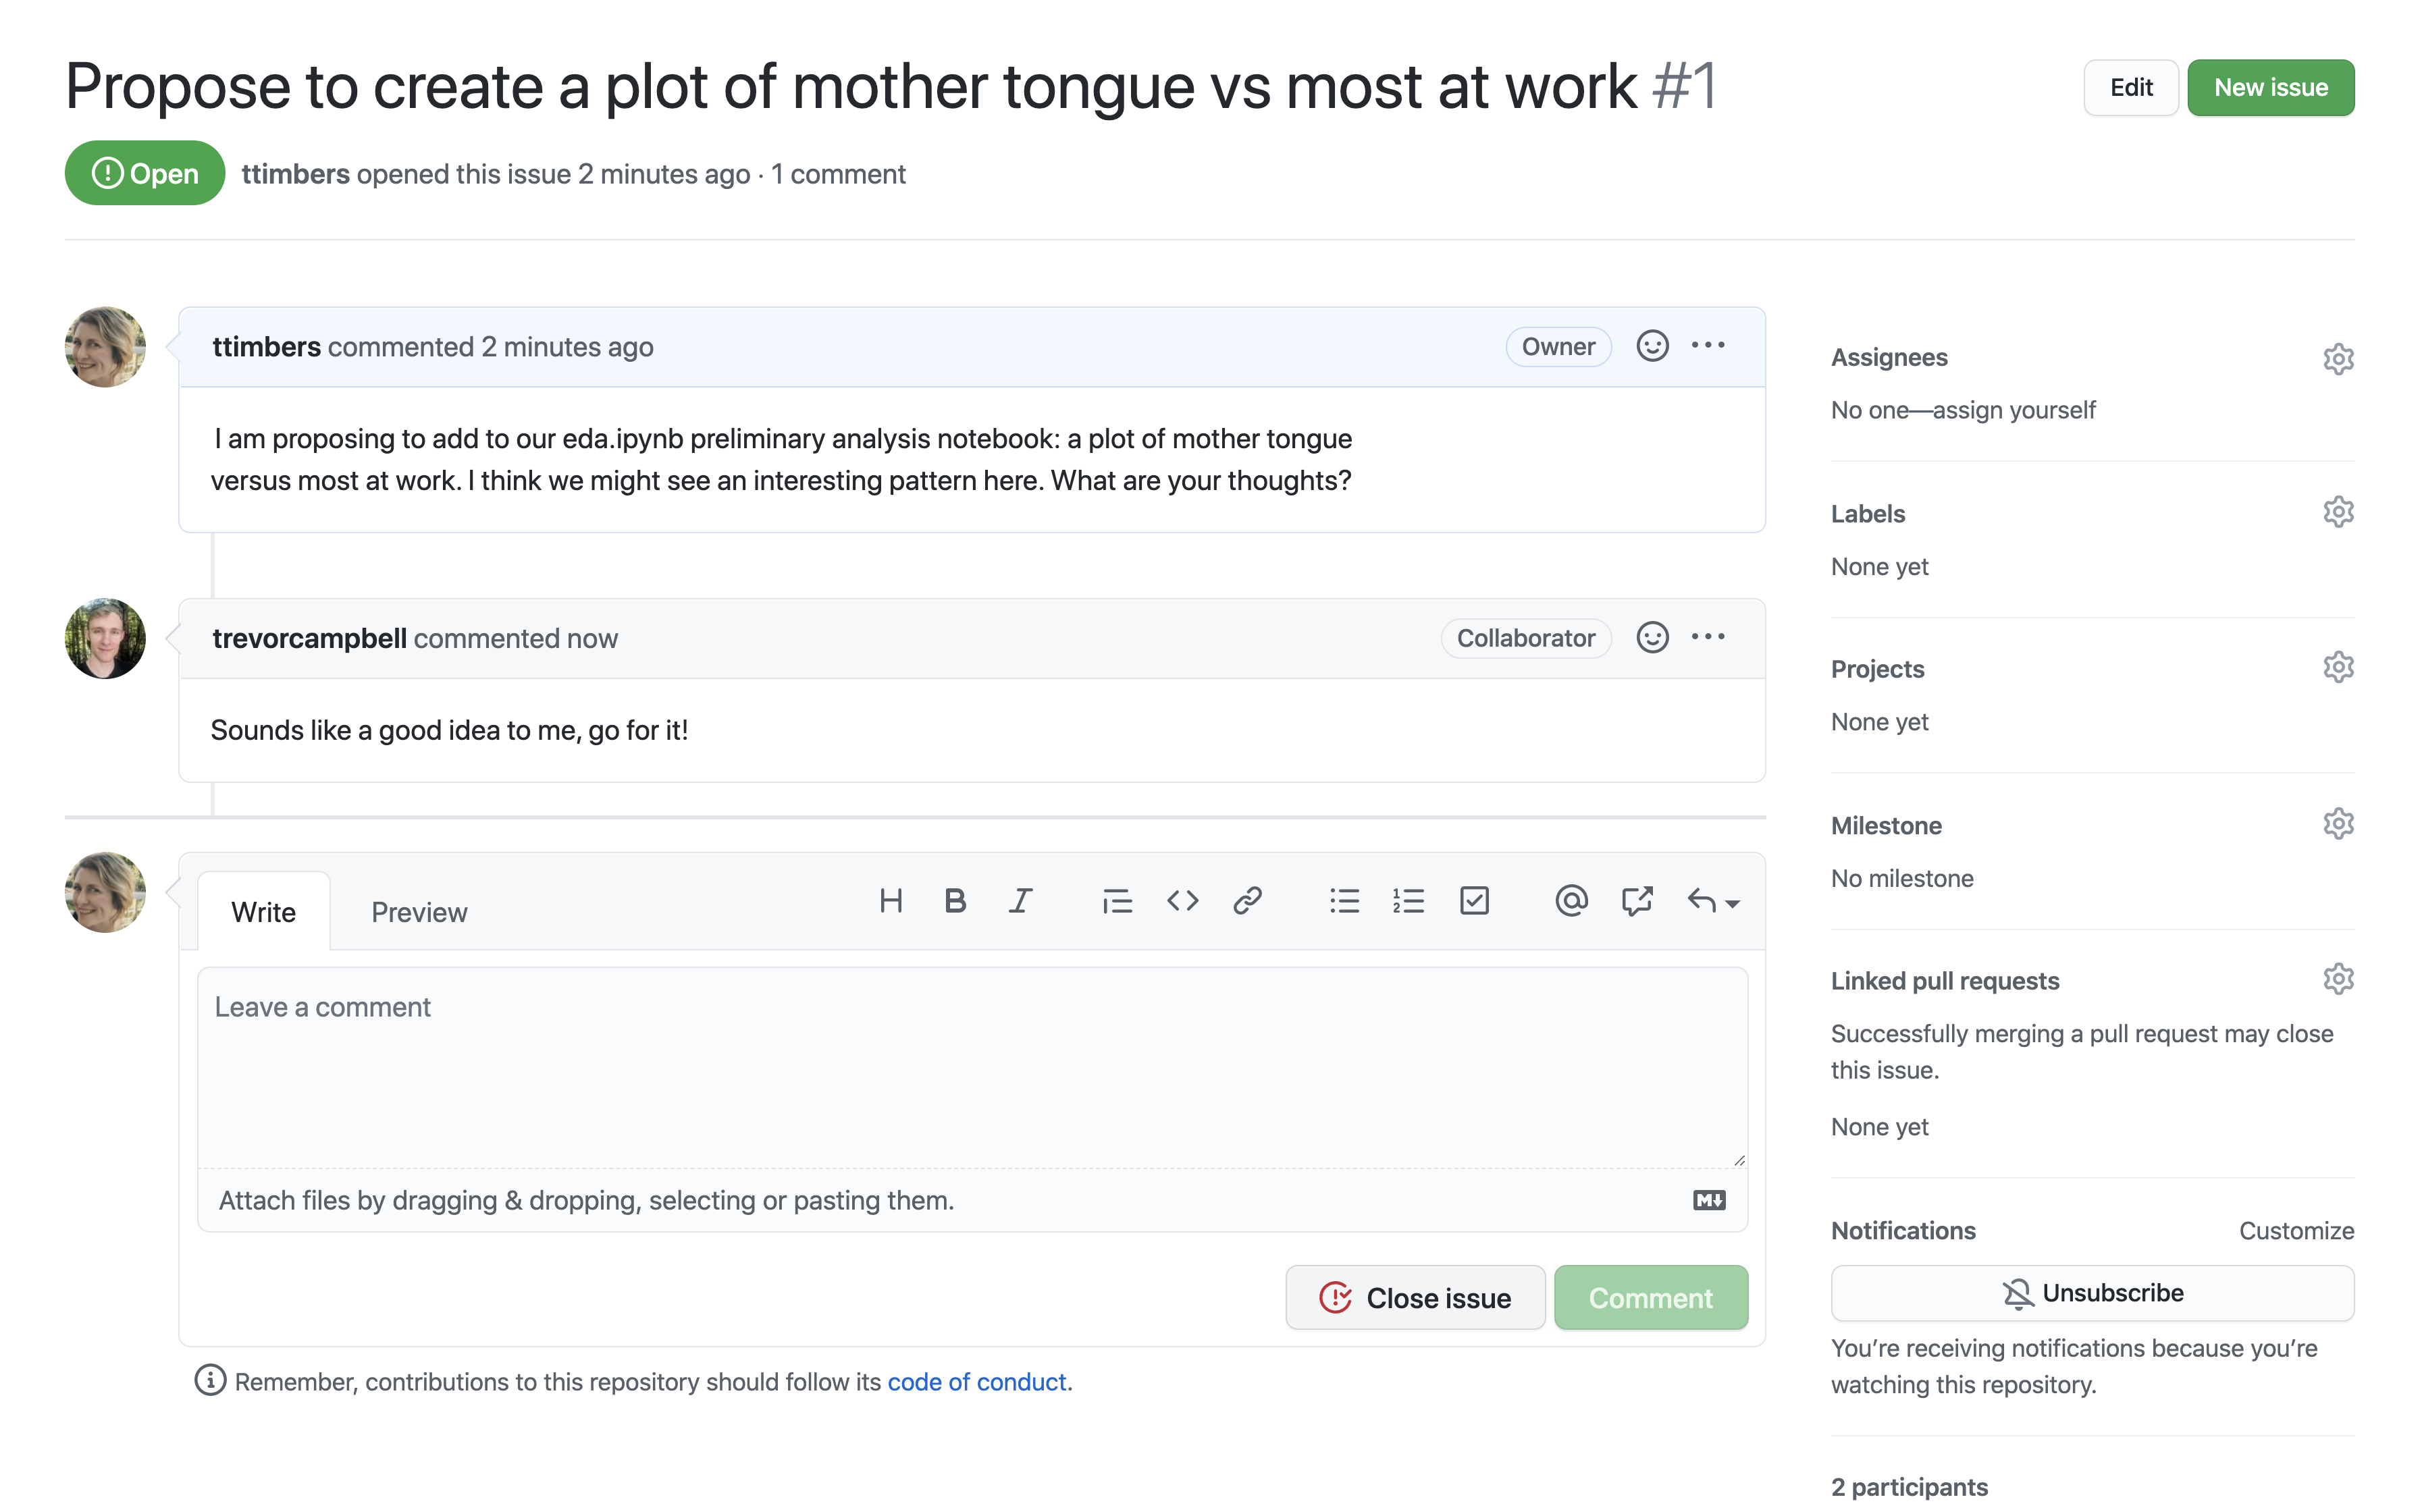 Propose to create a plot of mother tongue vs most at work #1
Edit
New issue
Open
ttimbers opened this issue 2 minutes ago · 1 comment
ttimbers commented 2 minutes ago
Owner
I am proposing to add to our eda.ipynb preliminary analysis notebook: a plot of mother tongue
versus most at work. I think we might see an interesting pattern here. What are your thoughts?
trevorcampbell commented now
Collaborator
Sounds like a good idea to me, go for it!
Write
Preview
Leave a comment
Attach files by dragging & dropping, selecting or pasting them.
Close issue
Comment
Remember, contributions to this repository should follow its code of conduct.
Assignees
No one—assign yourself
Labels
None yet
Projects
None yet
Milestone
No milestone
Linked pull requests
Successfully merging a pull request may close
this issue.
None yet
Notifications
Customize
Unsubscribe
You’re receiving notifications because you’re
watching this repository.
2 participants